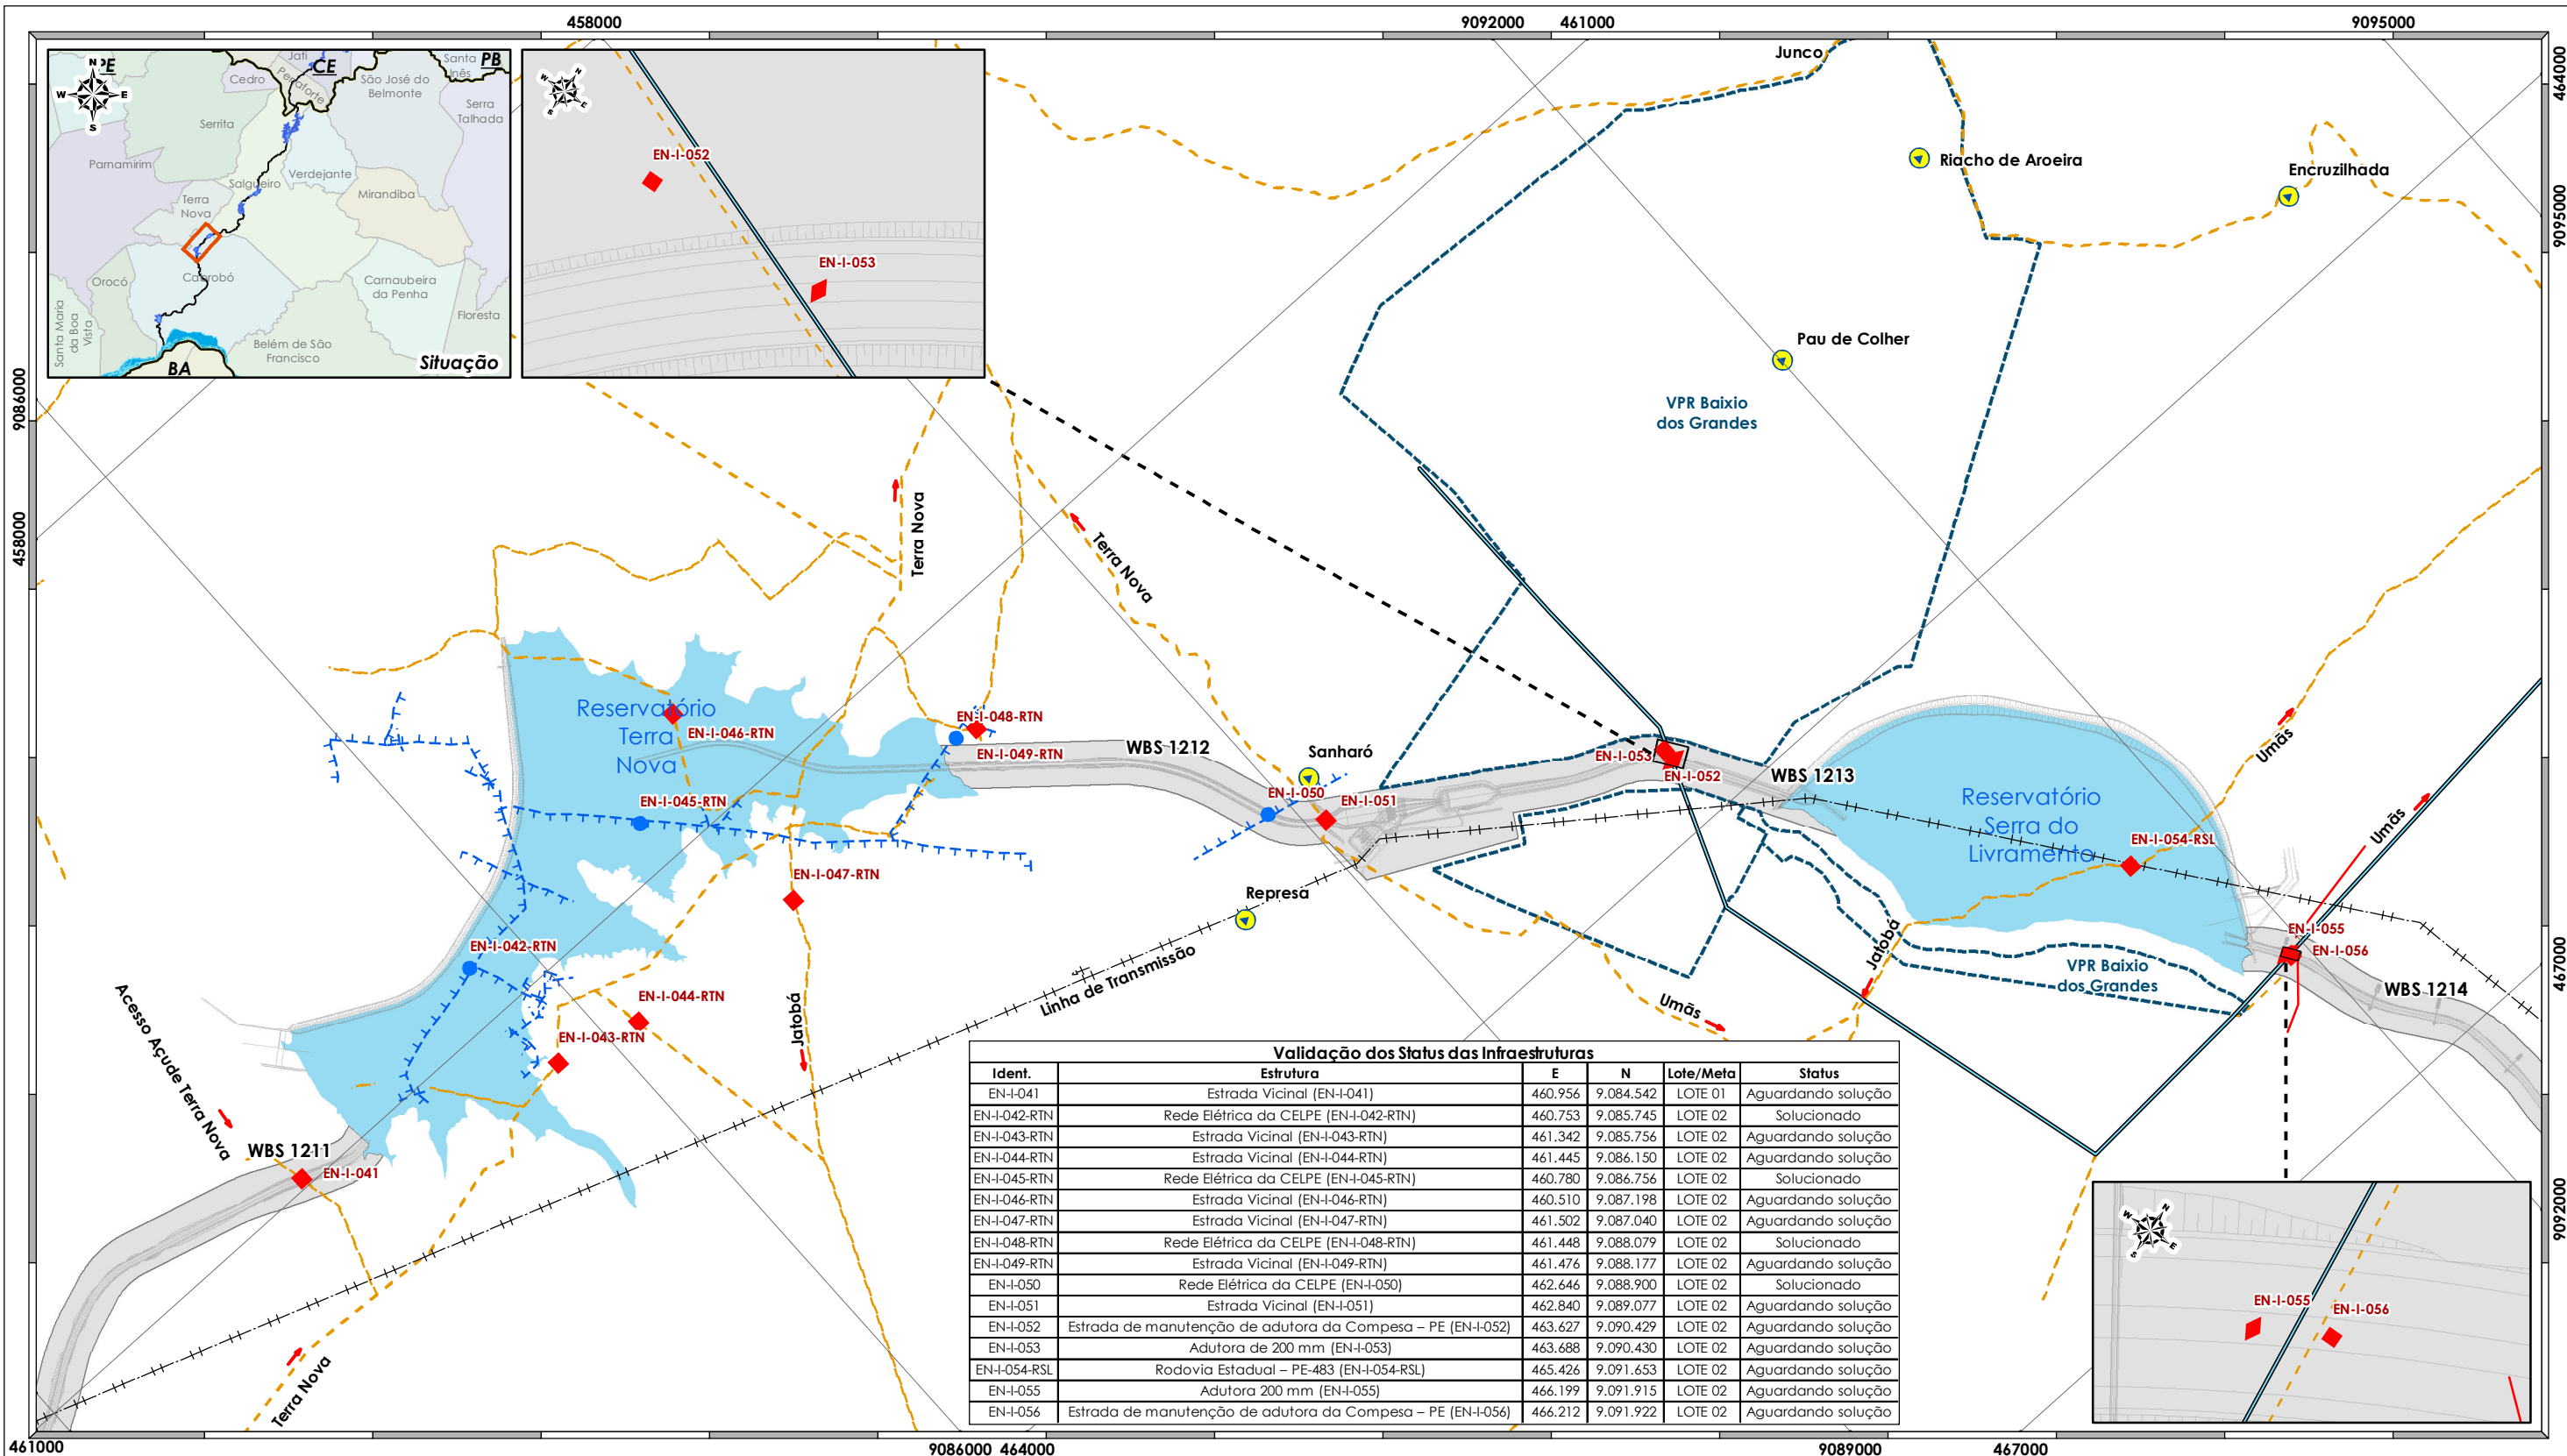 458000
9092000
461000
9095000
464000
9095000
467000
9092000
9086000
458000
461000
9086000
464000
9089000
467000
N
W
E
S
PE
CE
PB
BA
Jati
Penaforte
Cedro
Santa
Inês
São José do
Belmonte
Serra
Talhada
Serrita
Parnamirim
Verdejante
Salgueiro
Mirandiba
Terra
Nova
Cabrobó
Orocó
Carnaubeira
da Penha
Floresta
Santa Maria
da Boa
Vista
Belém de São
Francisco
Situação
N
W
E
S
EN-I-052
EN-I-053
Junco
Riacho de Aroeira
Encruzilhada
Pau de Colher
VPR Baixio
dos Grandes
Terra Nova
Terra Nova
Reservatório
Terra
Nova
EN-I-046-RTN
EN-I-048-RTN
EN-I-049-RTN
EN-I-045-RTN
EN-I-047-RTN
EN-I-042-RTN
EN-I-044-RTN
EN-I-043-RTN
WBS 1212
Sanharó
EN-I-050
EN-I-051
Represa
Linha de Transmissão
EN-I-053
EN-I-052
WBS 1213
Reservatório
Serra do
Livramento
EN-I-054-RSL
Umãs
Umãs
EN-I-055
EN-I-056
WBS 1214
VPR Baixio
dos Grandes
Jatobá
Umãs
Jatobá
Acesso Açude Terra Nova
WBS 1211
EN-I-041
Terra Nova
Validação dos Status das Infraestruturas
Ident. Estrutura E N Lote/Meta Status
EN-I-041 Estrada Vicinal (EN-I-041) 460.956 9.084.542 LOTE 01 Aguardando solução
EN-I-042-RTN Rede Elétrica da CELPE (EN-I-042-RTN) 460.753 9.085.745 LOTE 02 Solucionado
EN-I-043-RTN Estrada Vicinal (EN-I-043-RTN) 461.342 9.085.756 LOTE 02 Aguardando solução
EN-I-044-RTN Estrada Vicinal (EN-I-044-RTN) 461.445 9.086.150 LOTE 02 Aguardando solução
EN-I-045-RTN Rede Elétrica da CELPE (EN-I-045-RTN) 460.780 9.086.756 LOTE 02 Solucionado
EN-I-046-RTN Estrada Vicinal (EN-I-046-RTN) 460.510 9.087.198 LOTE 02 Aguardando solução
EN-I-047-RTN Estrada Vicinal (EN-I-047-RTN) 461.502 9.087.040 LOTE 02 Aguardando solução
EN-I-048-RTN Rede Elétrica da CELPE (EN-I-048-RTN) 461.448 9.088.079 LOTE 02 Solucionado
EN-I-049-RTN Estrada Vicinal (EN-I-049-RTN) 461.476 9.088.177 LOTE 02 Aguardando solução
EN-I-050 Rede Elétrica da CELPE (EN-I-050) 462.646 9.088.900 LOTE 02 Solucionado
EN-I-051 Estrada Vicinal (EN-I-051) 462.840 9.089.077 LOTE 02 Aguardando solução
EN-I-052 Estrada de manutenção de adutora da Compesa – PE (EN-I-052) 463.627 9.090.429 LOTE 02 Aguardando solução
EN-I-053 Adutora de 200 mm (EN-I-053) 463.688 9.090.430 LOTE 02 Aguardando solução
EN-I-054-RSL Rodovia Estadual – PE-483 (EN-I-054-RSL) 465.426 9.091.653 LOTE 02 Aguardando solução
EN-I-055 Adutora 200 mm (EN-I-055) 466.199 9.091.915 LOTE 02 Aguardando solução
EN-I-056 Estrada de manutenção de adutora da Compesa – PE (EN-I-056) 466.212 9.091.922 LOTE 02 Aguardando solução
N
W
E
S
EN-I-055
EN-I-056